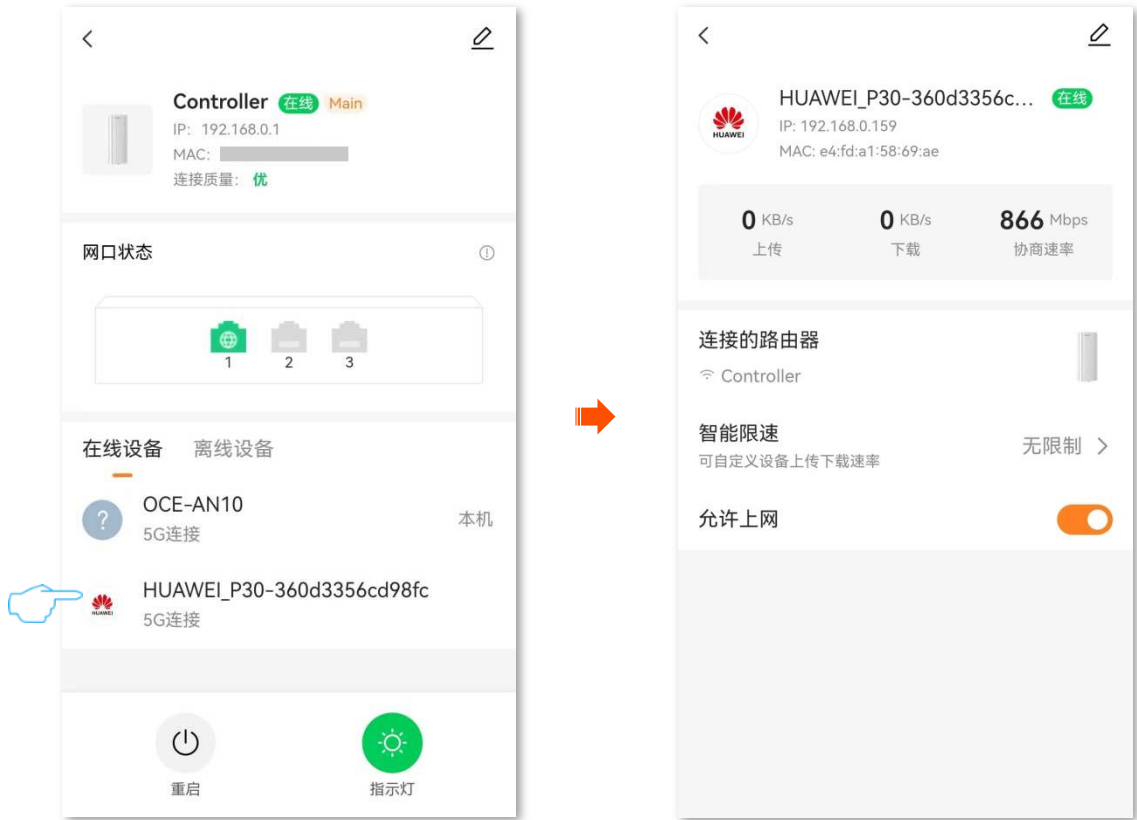 Controller 在线 Main
IP: 192.168.0.1
MAC:
连接质量: 优
网口状态
1 2 3
在线设备 离线设备
OCE-AN10
5G连接
本机
HUAWEI
HUAWEI_P30-360d3356cd98fc
5G连接
重启
指示灯
HUAWEI
HUAWEI_P30-360d3356c... 在线
IP: 192.168.0.159
MAC: e4:fd:a1:58:69:ae
0 KB/s 0 KB/s 866 Mbps
上传 下载 协商速率
连接的路由器
Controller
智能限速
可自定义设备上传下载速率
无限制
允许上网